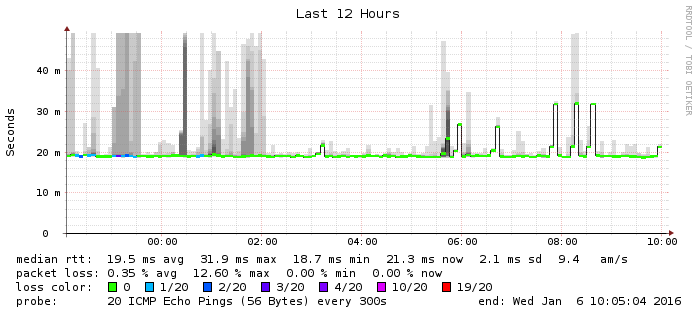 Last 12 Hours
RRDTOOL / TOBI OETIKER
Seconds
40 m
30 m
20 m
10 m
0
00:00 02:00 04:00 06:00 08:00 10:00
median rtt: 19.5 ms avg 31.9 ms max 18.7 ms min 21.3 ms now 2.1 ms sd 9.4 am/s
packet loss: 0.35 % avg 12.60 % max 0.00 % min 0.00 % now
loss color: 0 1/20 2/20 3/20 4/20 10/20 19/20
probe: 20 ICMP Echo Pings (56 Bytes) every 300s end: Wed Jan 6 10:05:04 2016